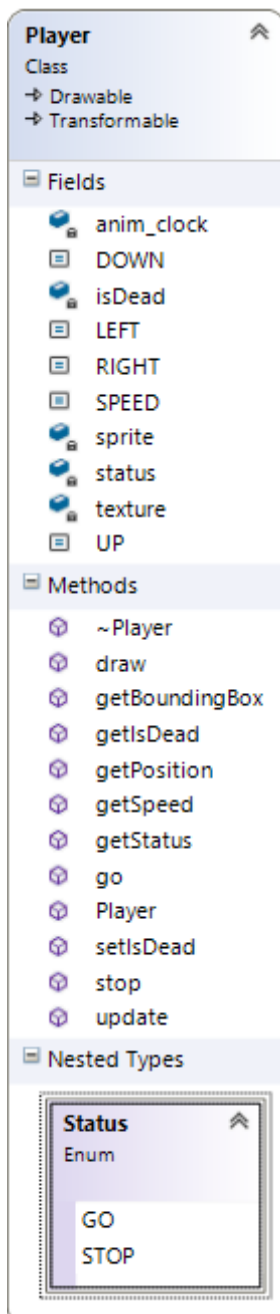 Player
Class
Drawable
Transformable
Fields
anim_clock
DOWN
isDead
LEFT
RIGHT
SPEED
sprite
status
texture
UP
Methods
~Player
draw
getBoundingBox
getIsDead
getPosition
getSpeed
getStatus
go
Player
setIsDead
stop
update
Nested Types
Status
Enum
GO
STOP